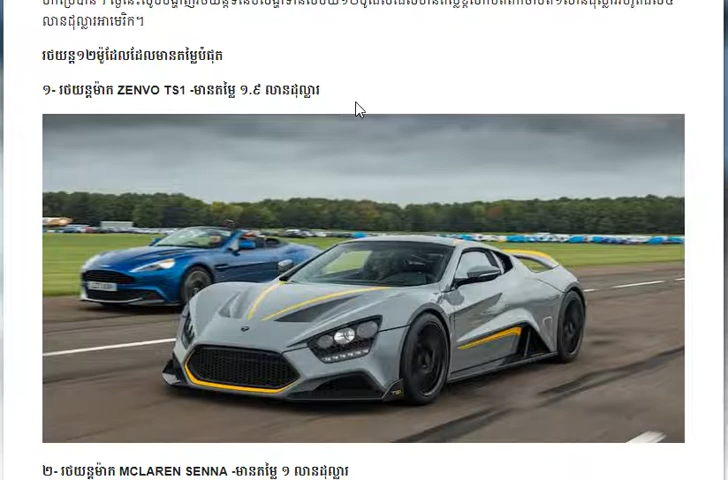 លានដុល្លារអាមេរិក។
រថយន្ត១២ម៉ូដែលដែលមានតម្លៃបំផុត
១- រថយន្តម៉ាក ZENVO TS1 -មានតម្លៃ ១.៩ លានដុល្លារ
២- រថយន្តម៉ាក MCLAREN SENNA -មានតម្លៃ ១ លានដុល្លារ